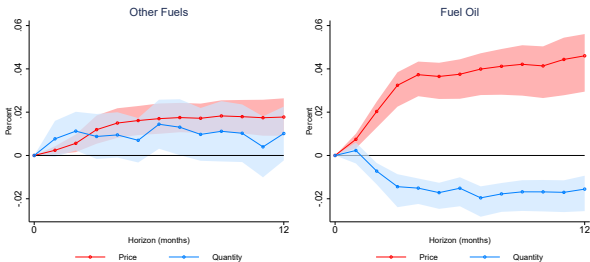 Other Fuels
Percent
.06
.04
.02
0
-.02
0
12
Horizon (months)
Price
Quantity
Fuel Oil
Percent
.06
.04
.02
0
-.02
0
12
Horizon (months)
Price
Quantity